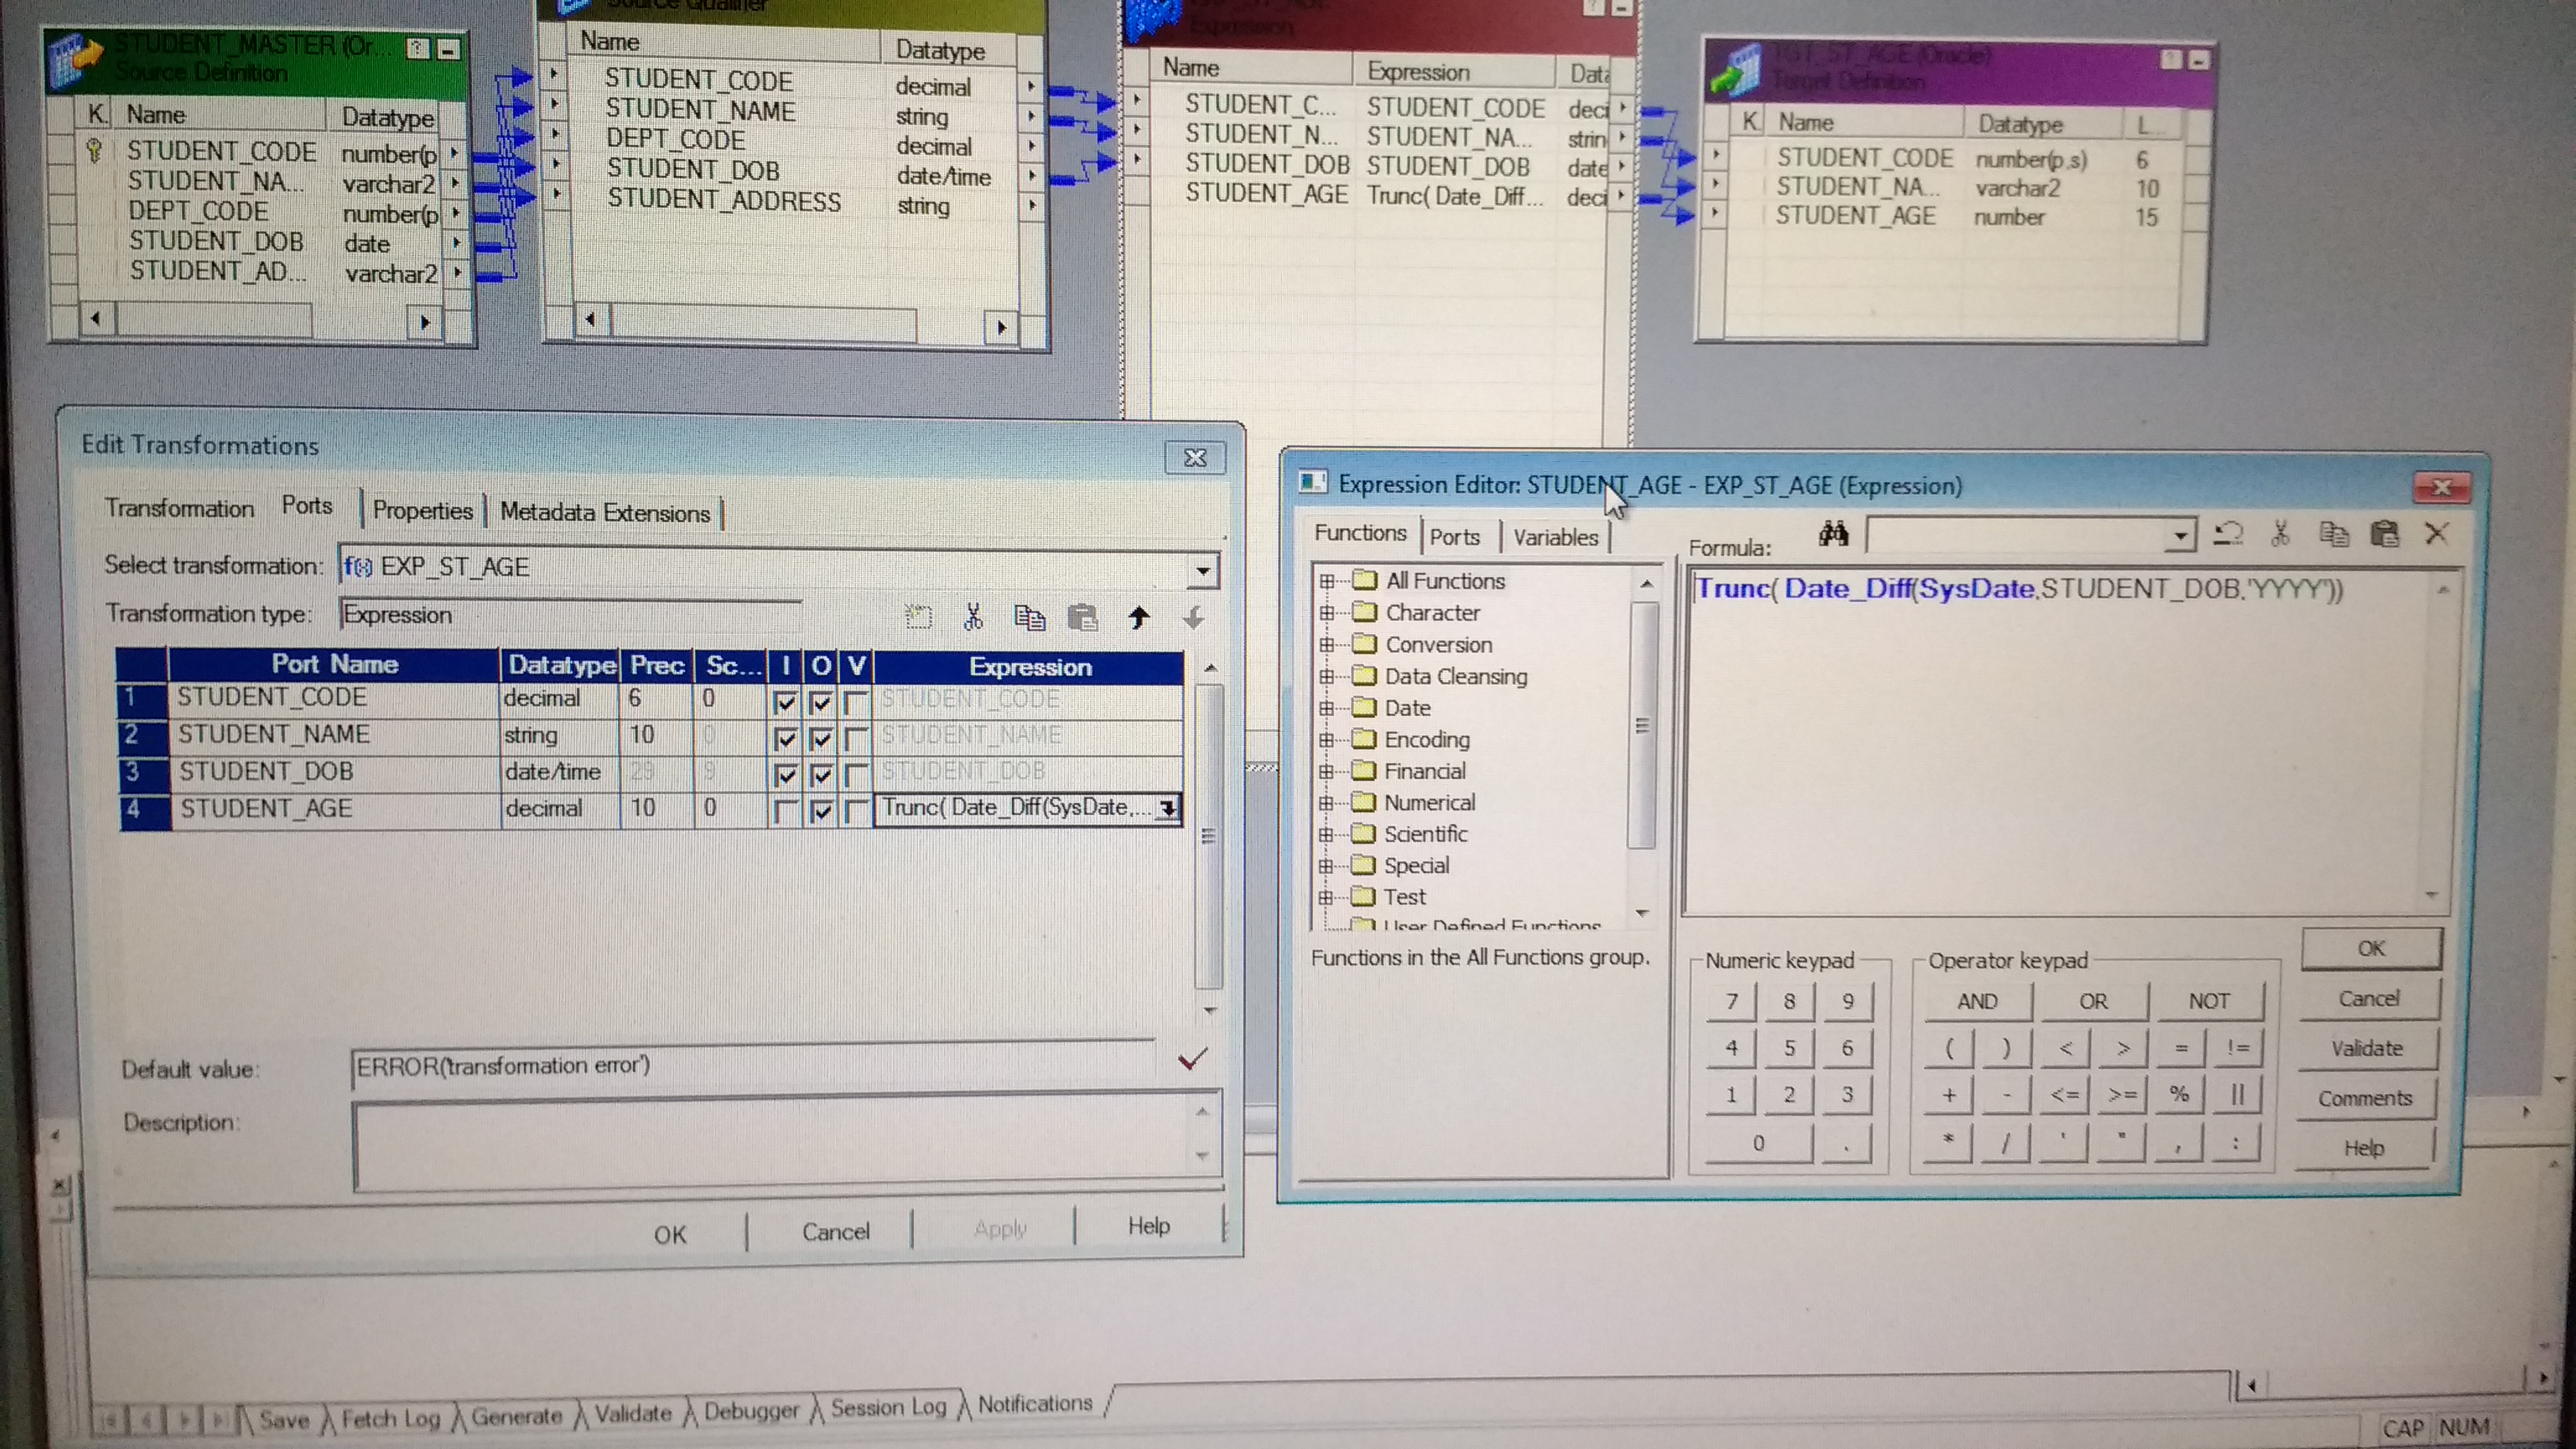 STUDENT_MASTER (Or...
Source Definition
K. Name Datatype
STUDENT_CODE number(p
STUDENT_NA... varchar2
DEPT_CODE number(p
STUDENT_DOB date
STUDENT_AD... varchar2
Source Qualifier
Name Datatype
STUDENT_CODE decimal
STUDENT_NAME string
DEPT_CODE decimal
STUDENT_DOB date/time
STUDENT_ADDRESS string
Expression
Name Expression Data
STUDENT_C... STUDENT_CODE deci
STUDENT_N... STUDENT_NA... strin
STUDENT_DOB STUDENT_DOB date
STUDENT_AGE Trunc( Date_Diff... deci
TGT_ST_AGE (Oracle)
Target Definition
K Name Datatype L...
STUDENT_CODE number(p,s) 6
STUDENT_NA... varchar2 10
STUDENT_AGE number 15
Edit Transformations
Transformation Ports Properties Metadata Extensions
Select transformation: f(x) EXP_ST_AGE
Transformation type: Expression
Port Name Datatype Prec Sc... I O V Expression
1 STUDENT_CODE decimal 6 0 STUDENT_CODE
2 STUDENT_NAME string 10 0 STUDENT_NAME
3 STUDENT_DOB date/time 29 9 STUDENT_DOB
4 STUDENT_AGE decimal 10 0 Trunc( Date_Diff(SysDate,...
Default value: ERROR('transformation error')
Description:
OK Cancel Apply Help
Expression Editor: STUDENT_AGE - EXP_ST_AGE (Expression)
Functions Ports Variables
Formula:
All Functions
Character
Conversion
Data Cleansing
Date
Encoding
Financial
Numerical
Scientific
Special
Test
User Defined Functions
Functions in the All Functions group.
Trunc( Date_Diff(SysDate,STUDENT_DOB,'YYYY'))
Numeric keypad
7 8 9
4 5 6
1 2 3
0 .
Operator keypad
AND OR NOT
( ) < > = !=
+ - <= >= % ||
* / ' " , :
OK
Cancel
Validate
Comments
Help
Save Fetch Log Generate Validate Debugger Session Log Notifications
CAP NUM